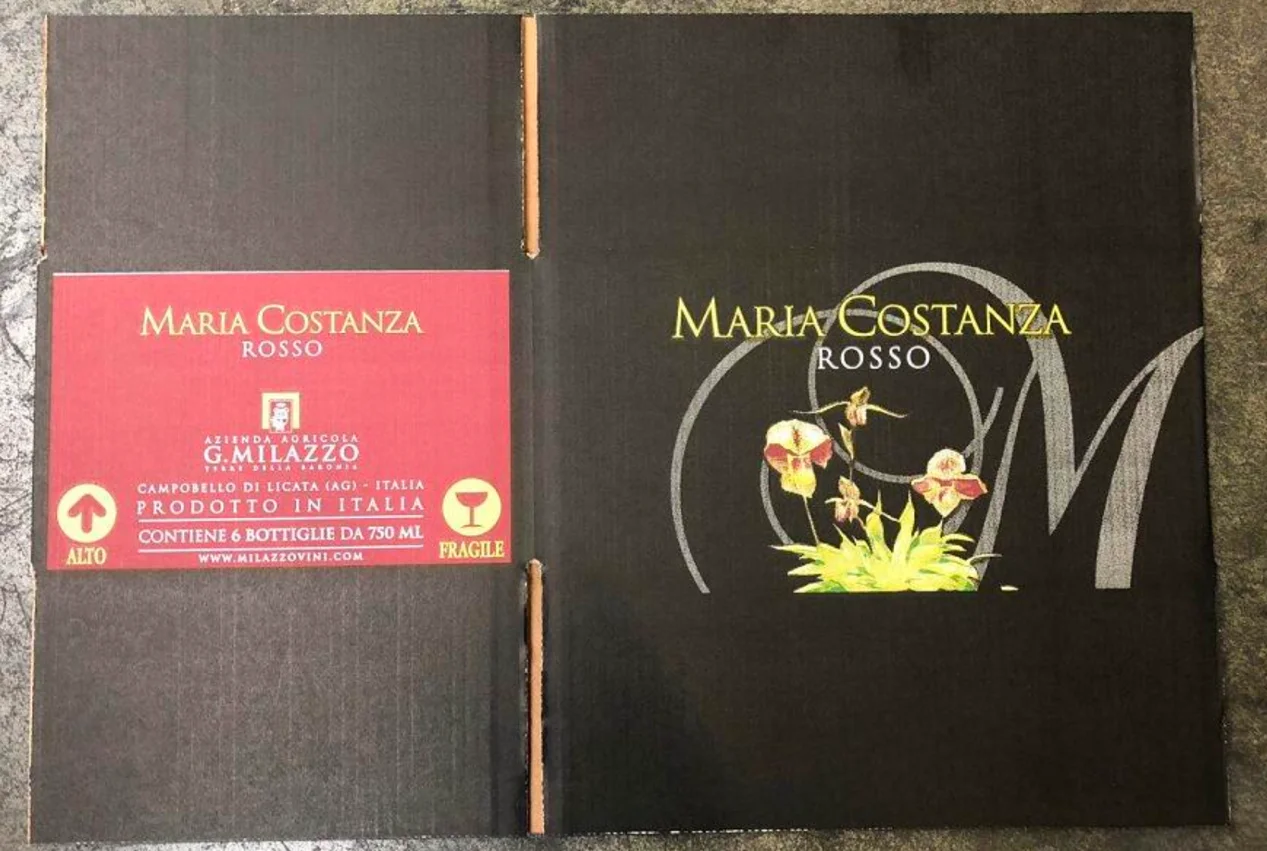 MARIA COSTANZA
ROSSO
AZIENDA AGRICOLA
G.MILAZZO
TERRE DELLA BARONIA
CAMPOBELLO DI LICATA (AG) - ITALIA
PRODOTTO IN ITALIA
CONTIENE 6 BOTTIGLIE DA 750 ML
WWW.MILAZZOVINI.COM
ALTO
FRAGILE
MARIA COSTANZA
ROSSO
M